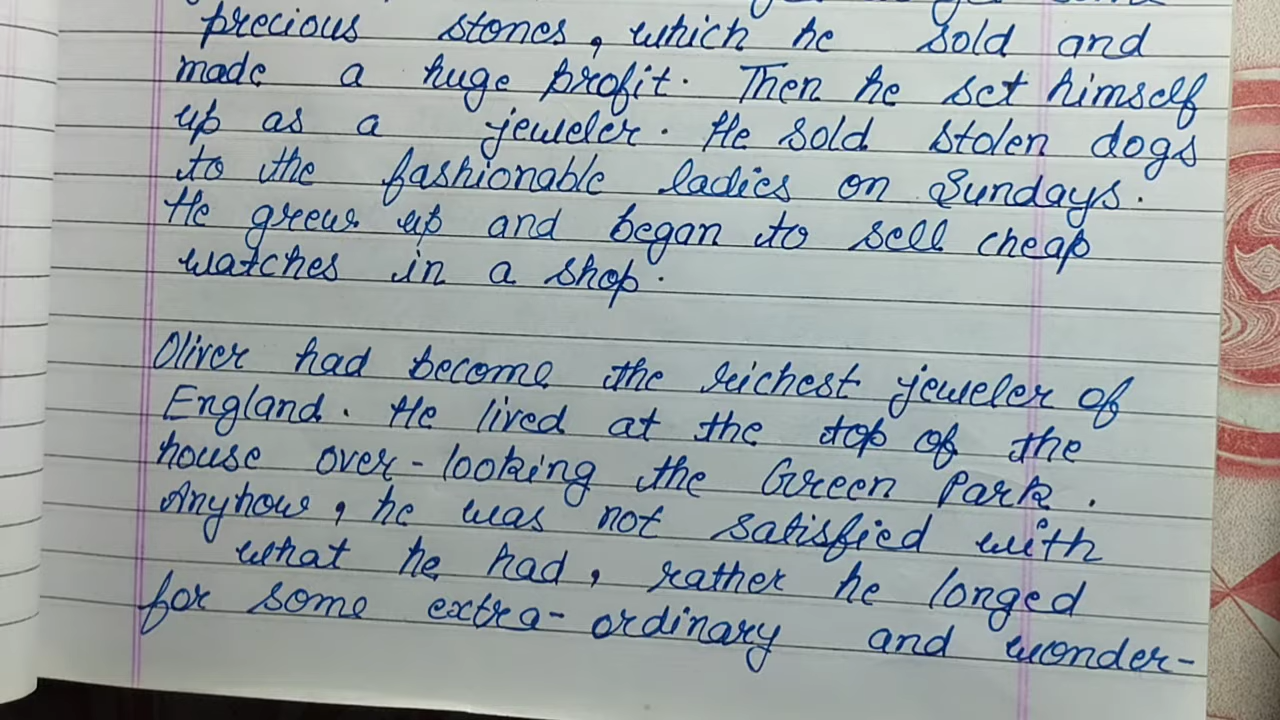 precious stones, which he sold and
made a huge profit. Then he set himself
up as a jeweler. He sold stolen dogs
to the fashionable ladies on Sundays.
He grew up and began to sell cheap
watches in a shop.
Oliver had become the richest jeweler of
England. He lived at the top of the
house over-looking the Green Park.
Anyhow, he was not satisfied with
what he had, rather he longed
for some extra-ordinary and wonder-